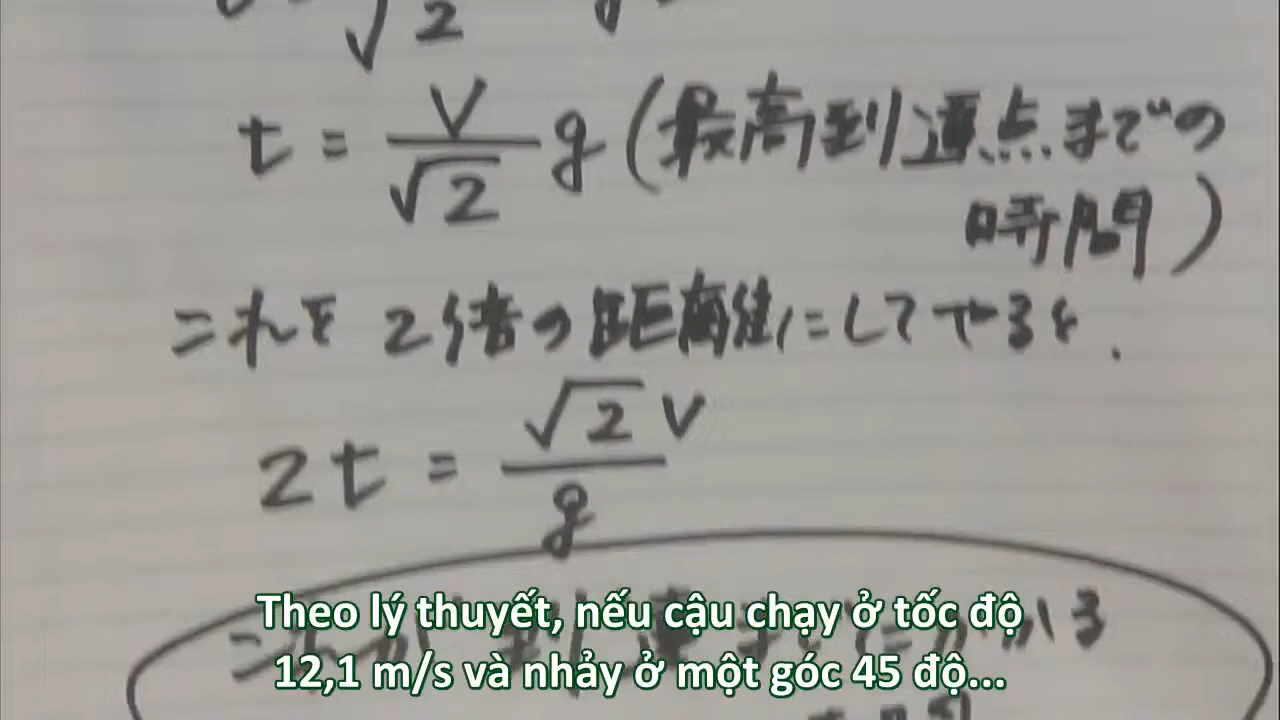 √2 g
t = V/√2 g (最高到達点までの
時間)
これを 2倍の距離にしてやると.
2t = √2 V/g
Theo lý thuyết, nếu cậu chạy ở tốc độ
12,1 m/s và nhảy ở một góc 45 độ...